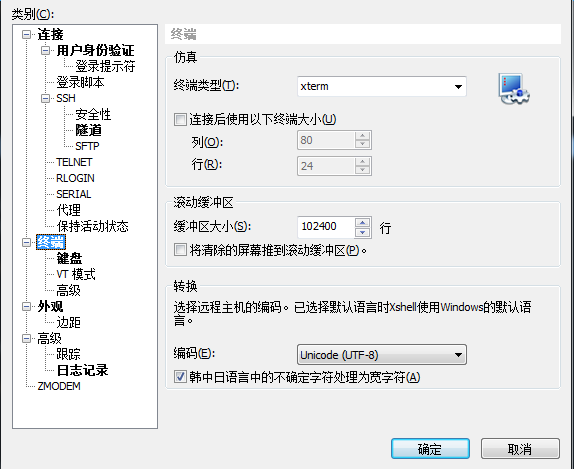 类别(C):
连接
用户身份验证
登录提示符
登录脚本
SSH
安全性
隧道
SFTP
TELNET
RLOGIN
SERIAL
代理
保持活动状态
终端
键盘
VT 模式
高级
外观
边距
高级
跟踪
日志记录
ZMODEM
终端
仿真
终端类型(T):
xterm
连接后使用以下终端大小(U)
列(O):
80
行(R):
24
滚动缓冲区
缓冲区大小(S):
102400 行
将清除的屏幕推到滚动缓冲区(P)。
转换
选择远程主机的编码。已选择默认语言时Xshell使用Windows的默认语
言。
编码(E):
Unicode (UTF-8)
韩中日语言中的不确定字符处理为宽字符(A)
确定
取消